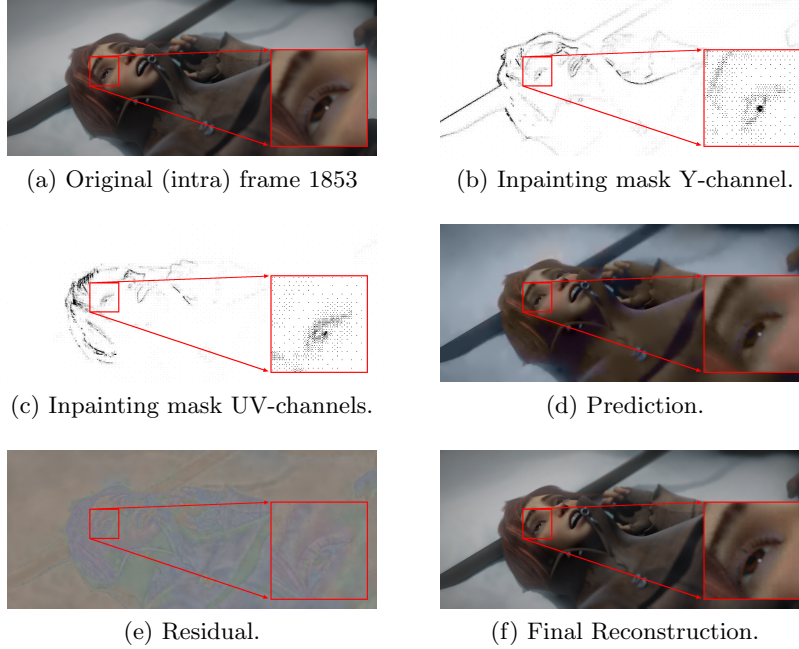 (a) Original (intra) frame 1853
(b) Inpainting mask Y-channel.
(c) Inpainting mask UV-channels.
(d) Prediction.
(e) Residual.
(f) Final Reconstruction.